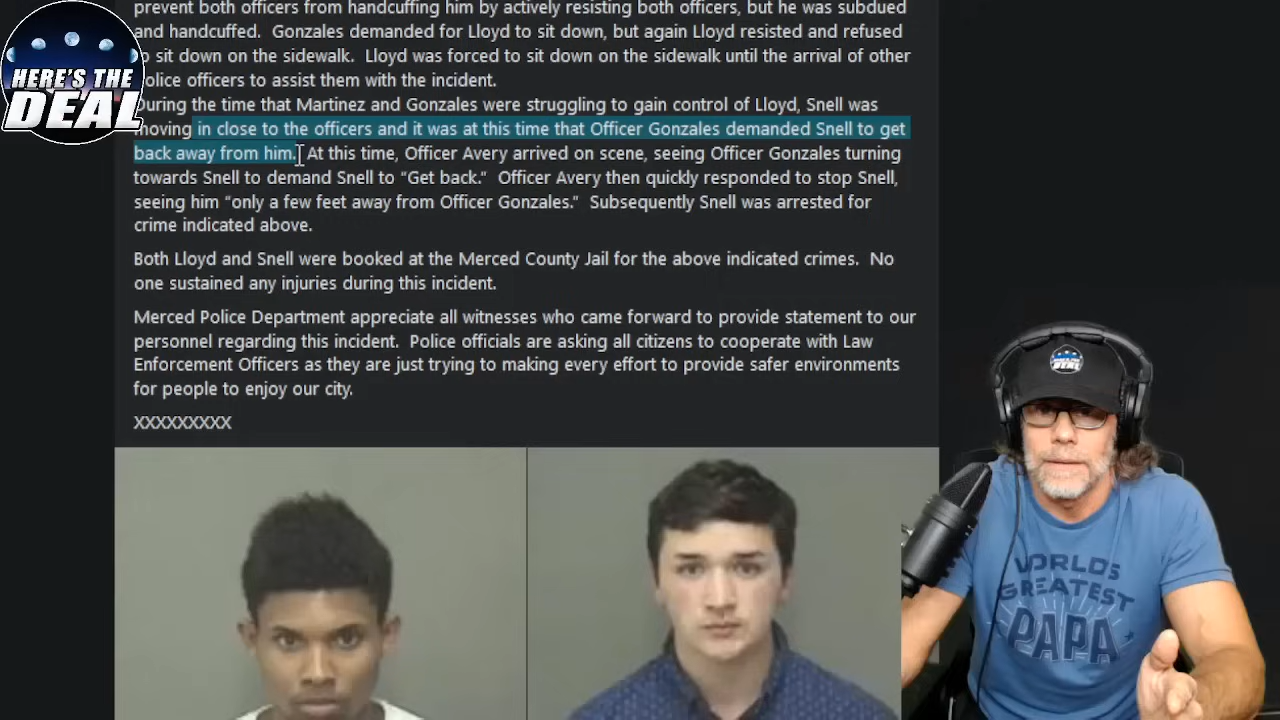 prevent both officers from handcuffing him by actively resisting both officers, but he was subdued
and handcuffed.  Gonzales demanded for Lloyd to sit down, but again Lloyd resisted and refused
to sit down on the sidewalk.  Lloyd was forced to sit down on the sidewalk until the arrival of other
police officers to assist them with the incident.
During the time that Martinez and Gonzales were struggling to gain control of Lloyd, Snell was
moving in close to the officers and it was at this time that Officer Gonzales demanded Snell to get
back away from him.  At this time, Officer Avery arrived on scene, seeing Officer Gonzales turning
towards Snell to demand Snell to “Get back.”  Officer Avery then quickly responded to stop Snell,
seeing him “only a few feet away from Officer Gonzales.”  Subsequently Snell was arrested for
crime indicated above.
Both Lloyd and Snell were booked at the Merced County Jail for the above indicated crimes.  No
one sustained any injuries during this incident.
Merced Police Department appreciate all witnesses who came forward to provide statement to our
personnel regarding this incident.  Police officials are asking all citizens to cooperate with Law
Enforcement Officers as they are just trying to making every effort to provide safer environments
for people to enjoy our city.
XXXXXXXXX
HERE'S THE
DEAL
HERE'S THE
DEAL
WORLD'S
GREATEST
PAPA